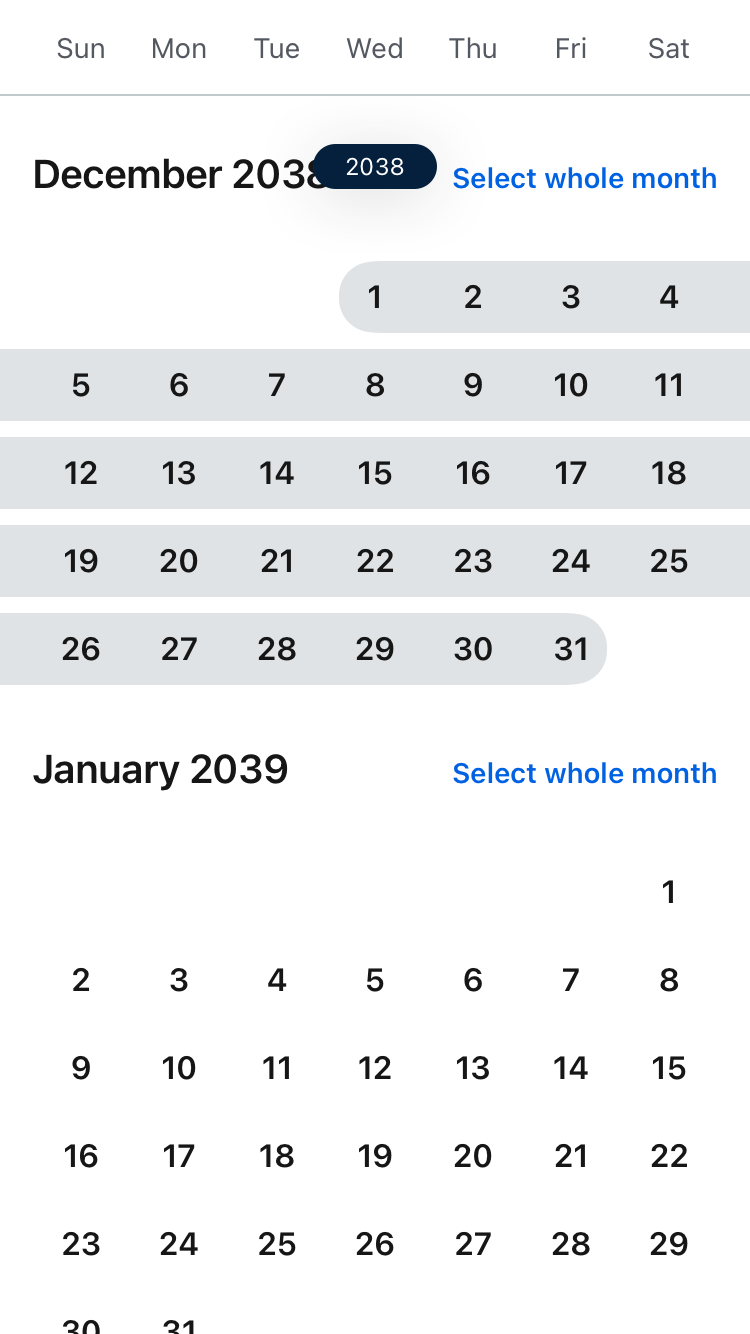 Sun Mon Tue Wed Thu Fri Sat
December 2038 2038 Select whole month
1 2 3 4
5 6 7 8 9 10 11
12 13 14 15 16 17 18
19 20 21 22 23 24 25
26 27 28 29 30 31
January 2039 Select whole month
1
2 3 4 5 6 7 8
9 10 11 12 13 14 15
16 17 18 19 20 21 22
23 24 25 26 27 28 29
30 31